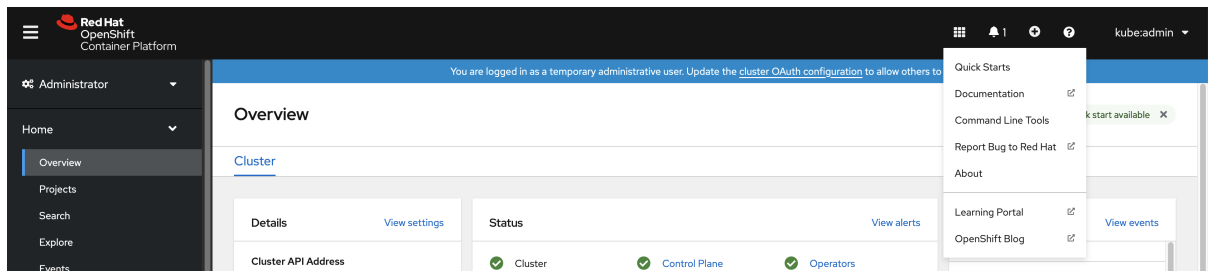 Red Hat
OpenShift
Container Platform
1
kube:admin
Administrator
You are logged in as a temporary administrative user. Update the cluster OAuth configuration to allow others to
Quick Starts
Documentation
Command Line Tools
Report Bug to Red Hat
About
Learning Portal
OpenShift Blog
Home
Overview
Projects
Search
Explore
Events
Overview
start available
Cluster
Details
View settings
Cluster API Address
Status
View alerts
Cluster
Control Plane
Operators
View events